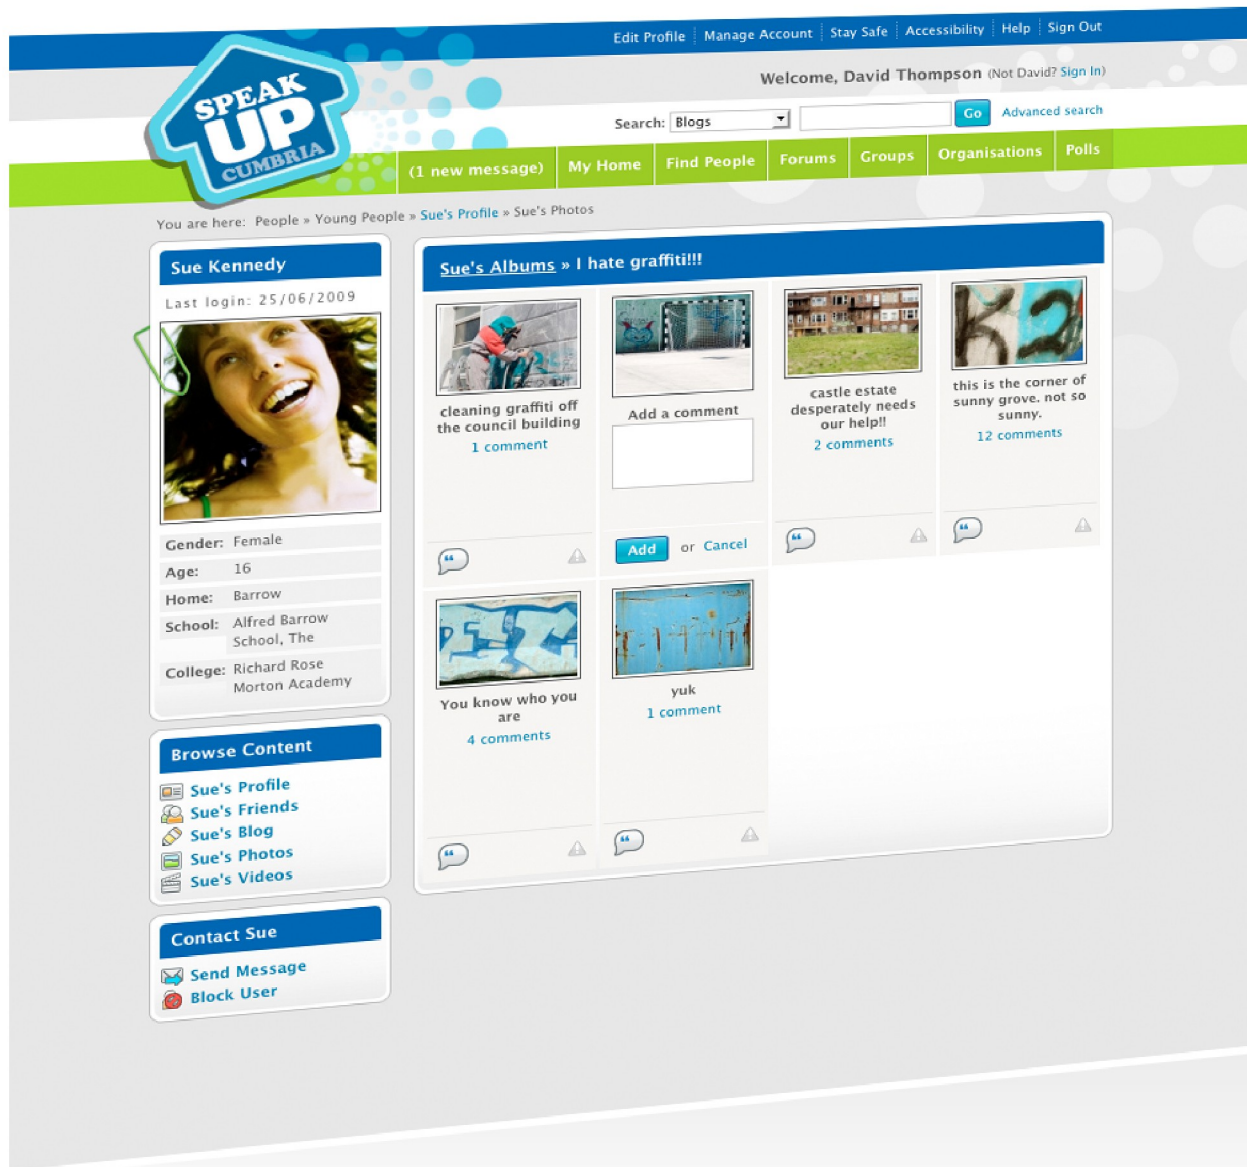 Edit Profile Manage Account Stay Safe Accessibility Help Sign Out
SPEAK
UP
CUMBRIA
Welcome, David Thompson (Not David? Sign In)
Search: Blogs Go Advanced search
(1 new message) My Home Find People Forums Groups Organisations Polls
You are here: People » Young People » Sue's Profile » Sue's Photos
Sue Kennedy
Last login: 25/06/2009
Gender: Female
Age: 16
Home: Barrow
School: Alfred Barrow
School, The
College: Richard Rose
Morton Academy
Browse Content
Sue's Profile
Sue's Friends
Sue's Blog
Sue's Photos
Sue's Videos
Contact Sue
Send Message
Block User
Sue's Albums » I hate graffiti!!!
cleaning graffiti off
the council building
1 comment
Add a comment
Add or Cancel
castle estate
desperately needs
our help!!
2 comments
K2
this is the corner of
sunny grove. not so
sunny.
12 comments
You know who you
are
4 comments
yuk
1 comment